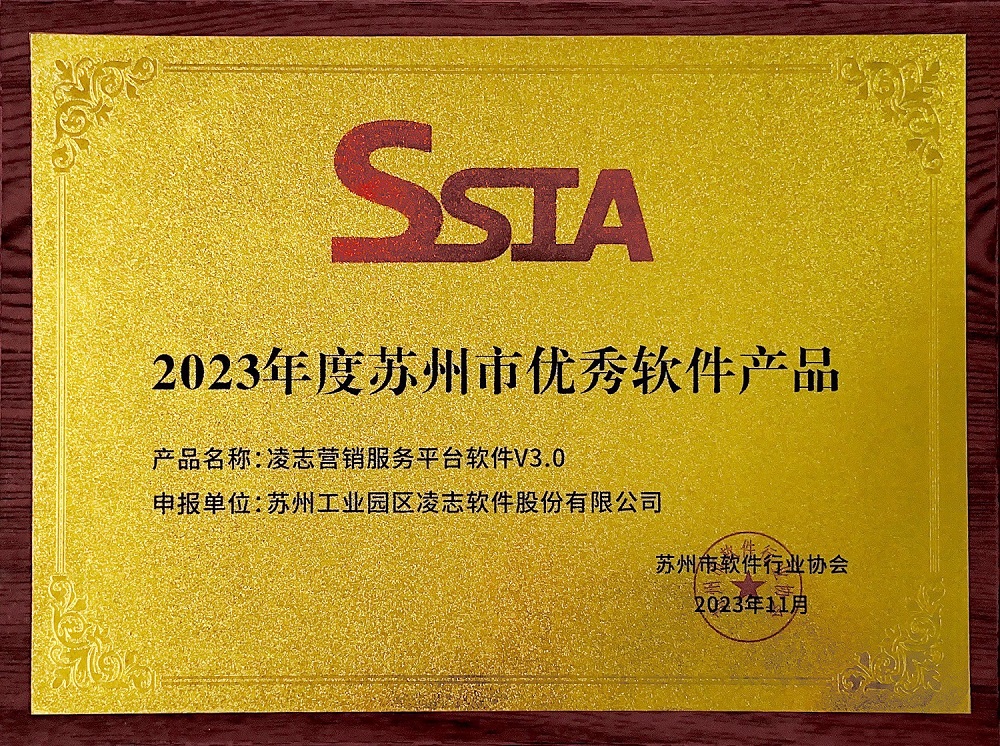 SSIA
2023年度苏州市优秀软件产品
产品名称：凌志营销服务平台软件V3.0
申报单位：苏州工业园区凌志软件股份有限公司
苏州市软件行业协会
2023年11月